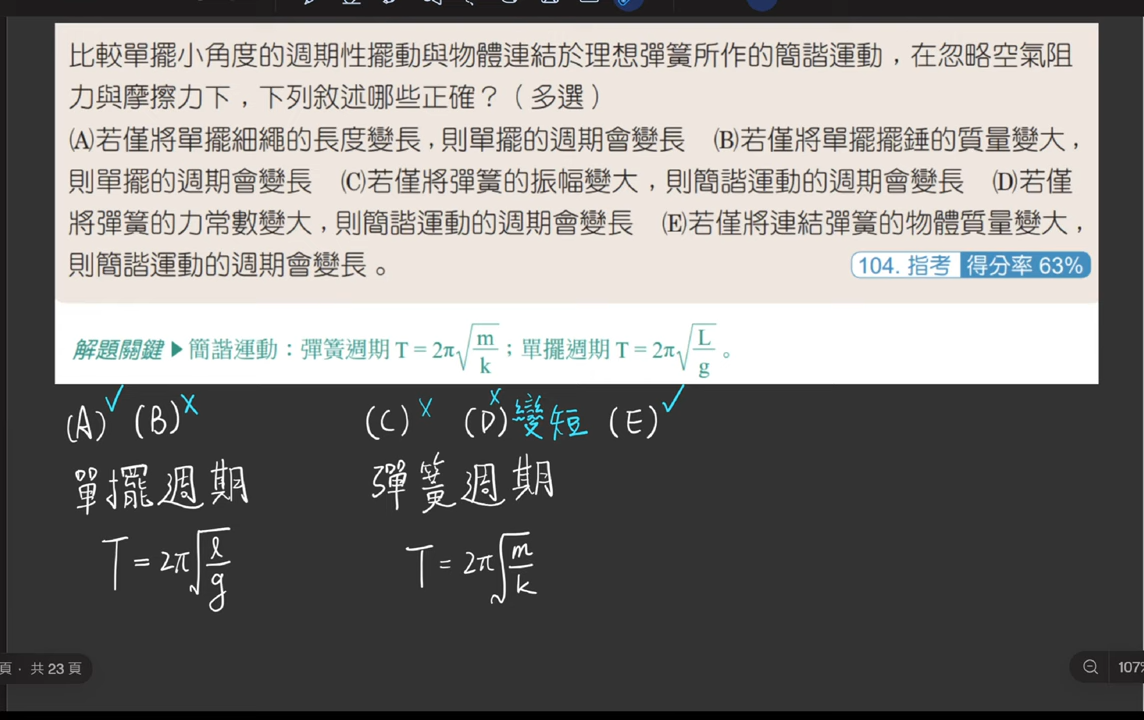 比較單擺小角度的週期性擺動與物體連結於理想彈簧所作的簡諧運動，在忽略空氣阻
力與摩擦力下，下列敘述哪些正確？（多選）
(A)若僅將單擺細繩的長度變長，則單擺的週期會變長　(B)若僅將單擺擺錘的質量變大，
則單擺的週期會變長　(C)若僅將彈簧的振幅變大，則簡諧運動的週期會變長　(D)若僅
將彈簧的力常數變大，則簡諧運動的週期會變長　(E)若僅將連結彈簧的物體質量變大，
則簡諧運動的週期會變長。
104. 指考 得分率 63%
解題關鍵▶簡諧運動：彈簧週期 T = 2π√(m/k)；單擺週期 T = 2π√(L/g)。
(A)✓ (B)x (C)x (D)x變短 (E)✓
單擺週期 彈簧週期
T = 2π√(ℓ/g) T = 2π√(m/k)
頁 · 共 23 頁
107%